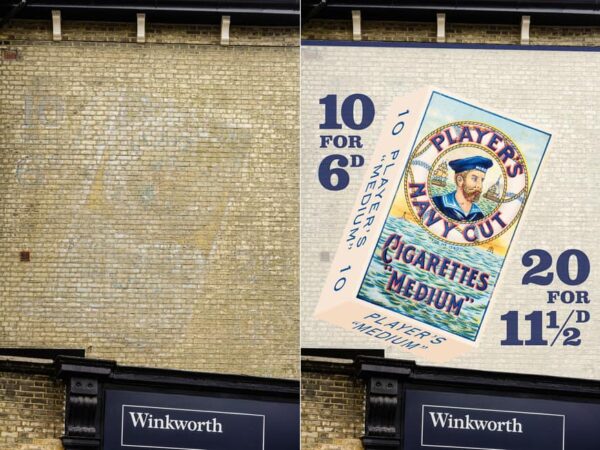 Winkworth
10
FOR
6D
10 PLAYER'S
"MEDIUM" 10
PLAYER'S
NAVY CUT
CIGARETTES
"MEDIUM"
PLAYER'S
"MEDIUM"
20
FOR
11½D
Winkworth